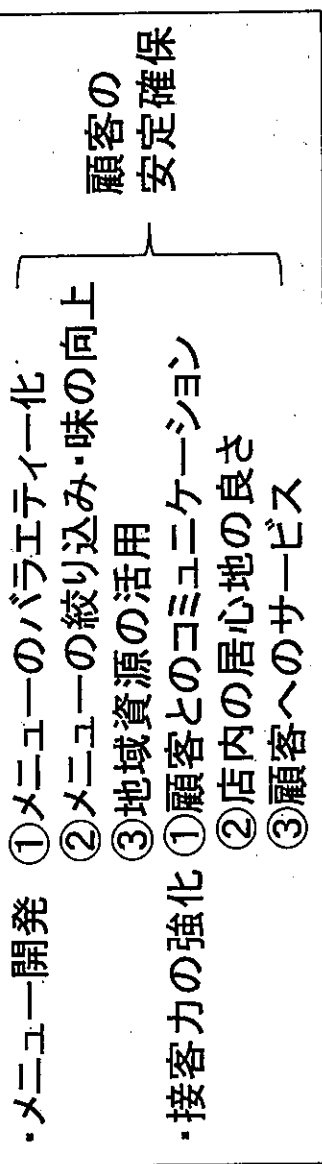 ・メニュー開発 ①メニューのバラエティー化
②メニューの絞り込み・味の向上
③地域資源の活用
・接客力の強化 ①顧客とのコミュニケーション
②店内の居心地の良さ
③顧客へのサービス
顧客の
安定確保